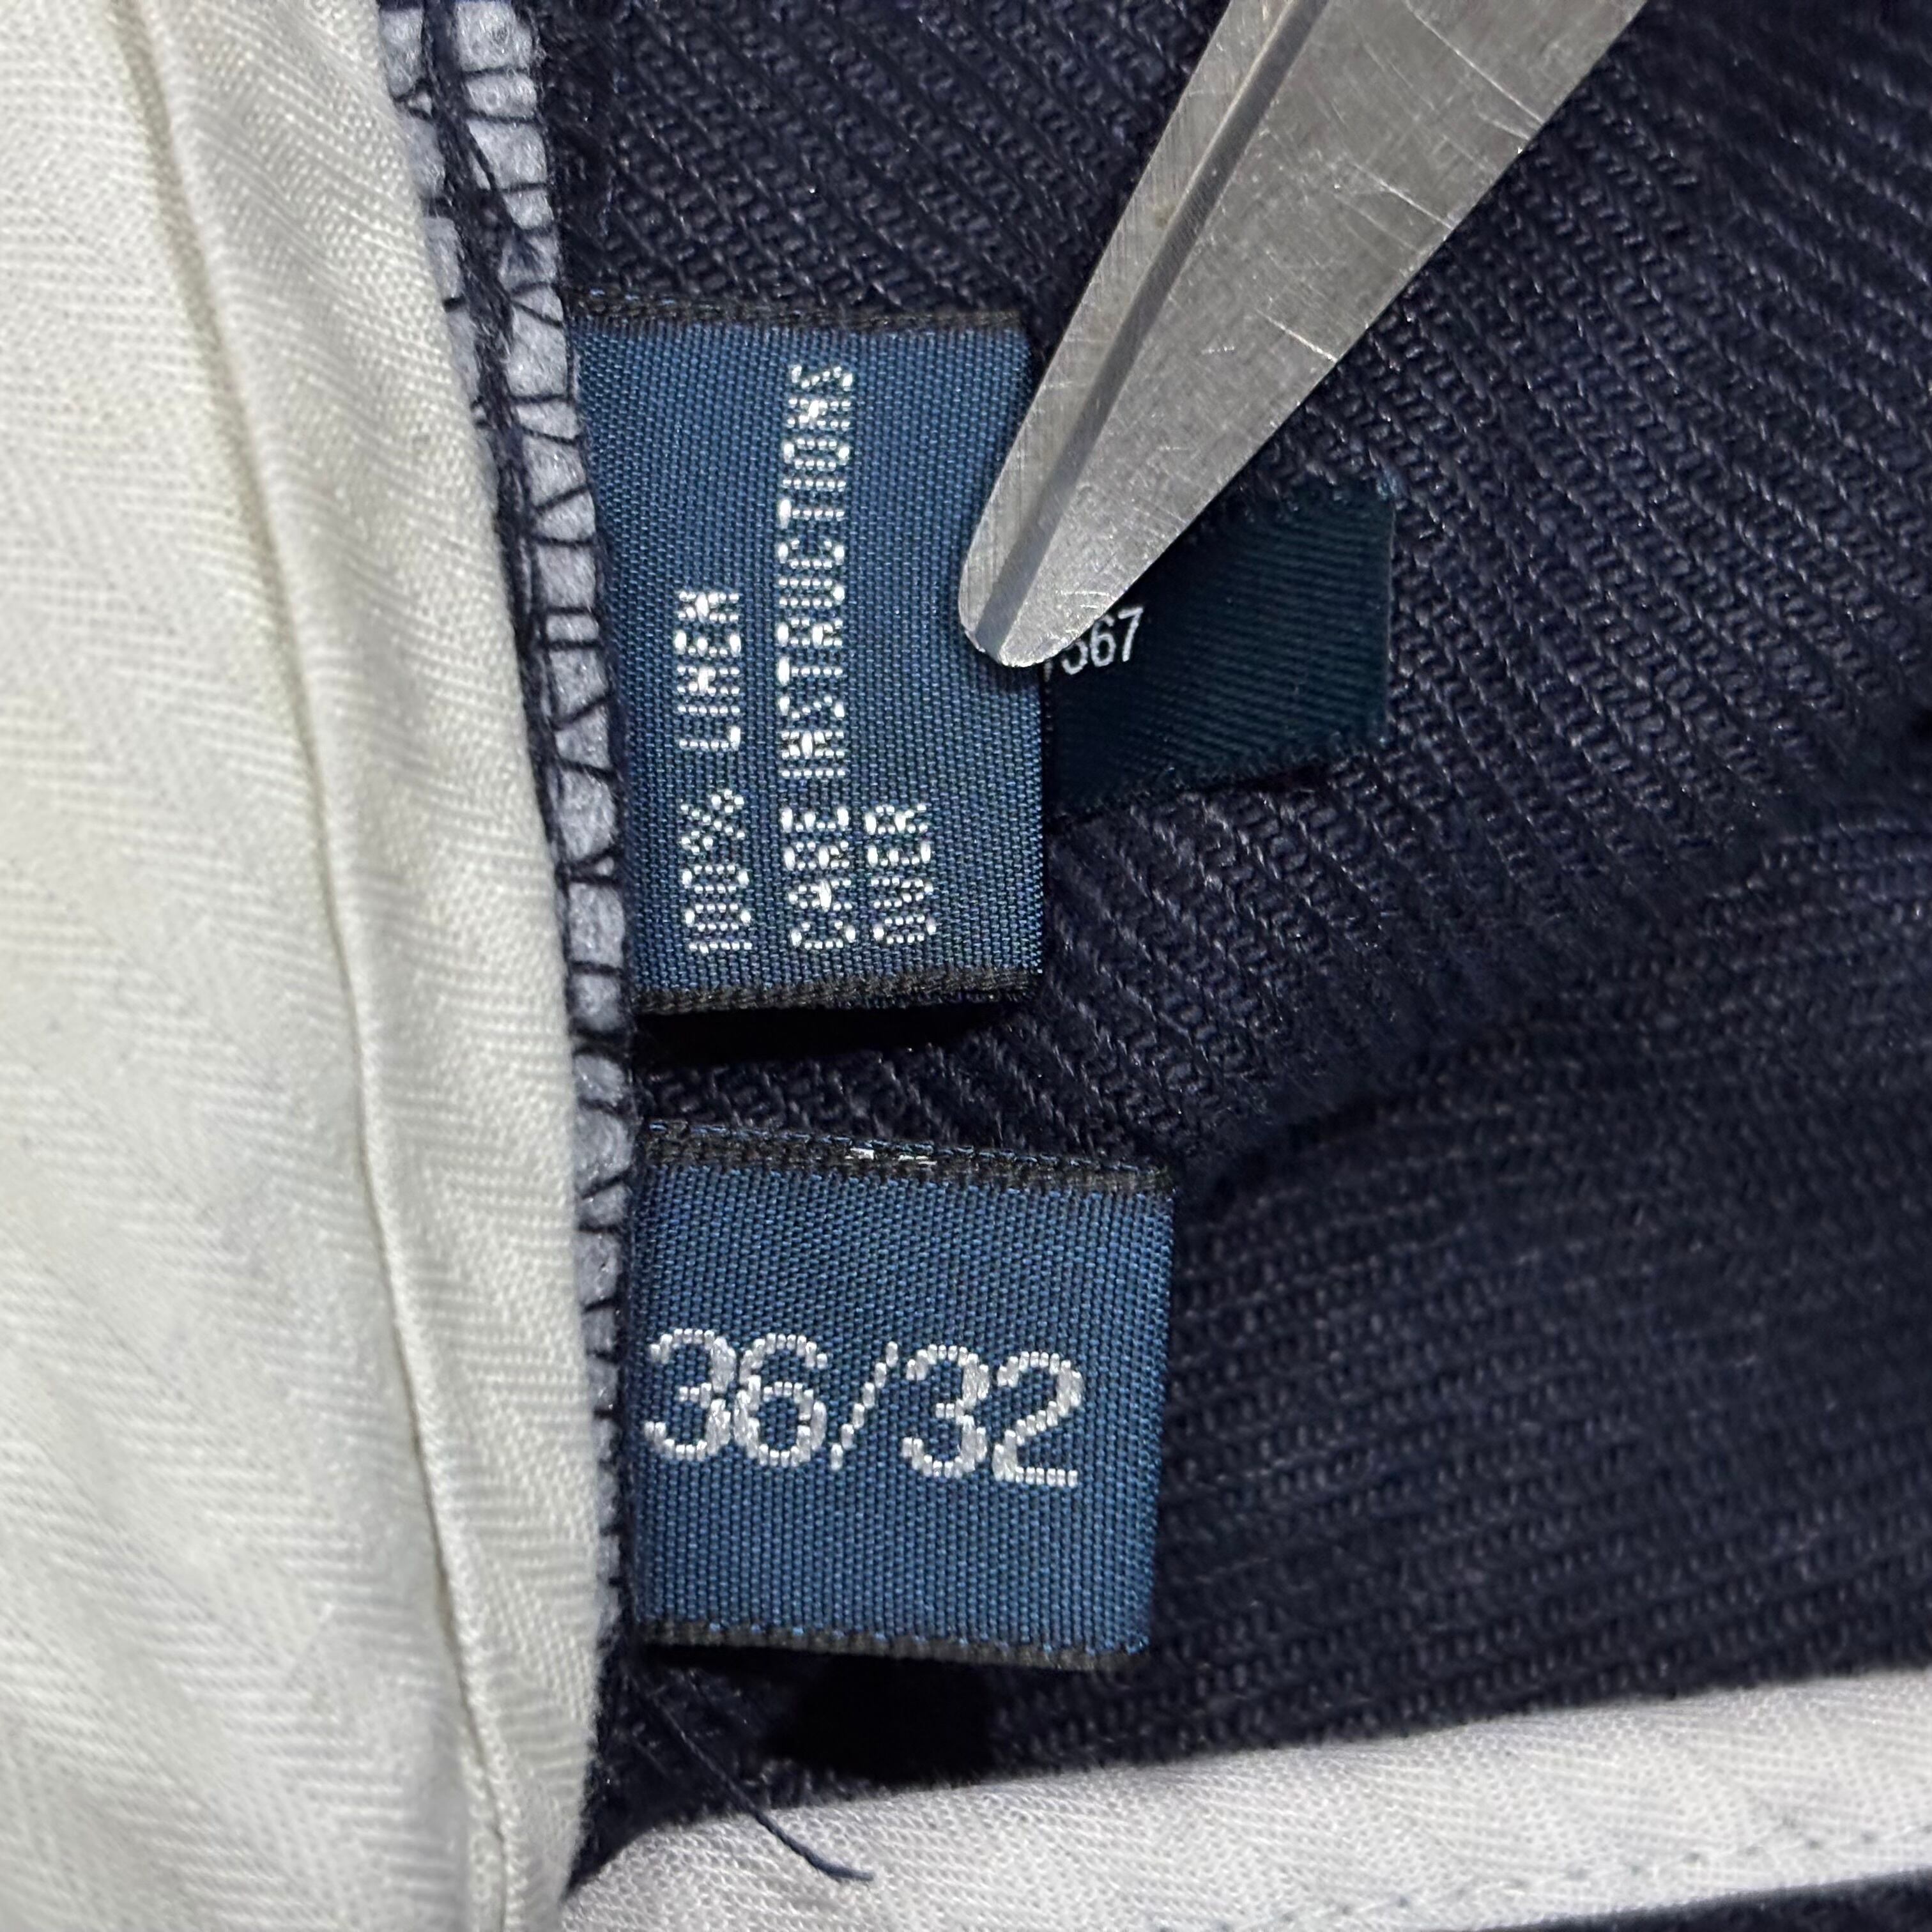 100% LINEN
CARE INSTRUCTIONS
OVER
567
36/32